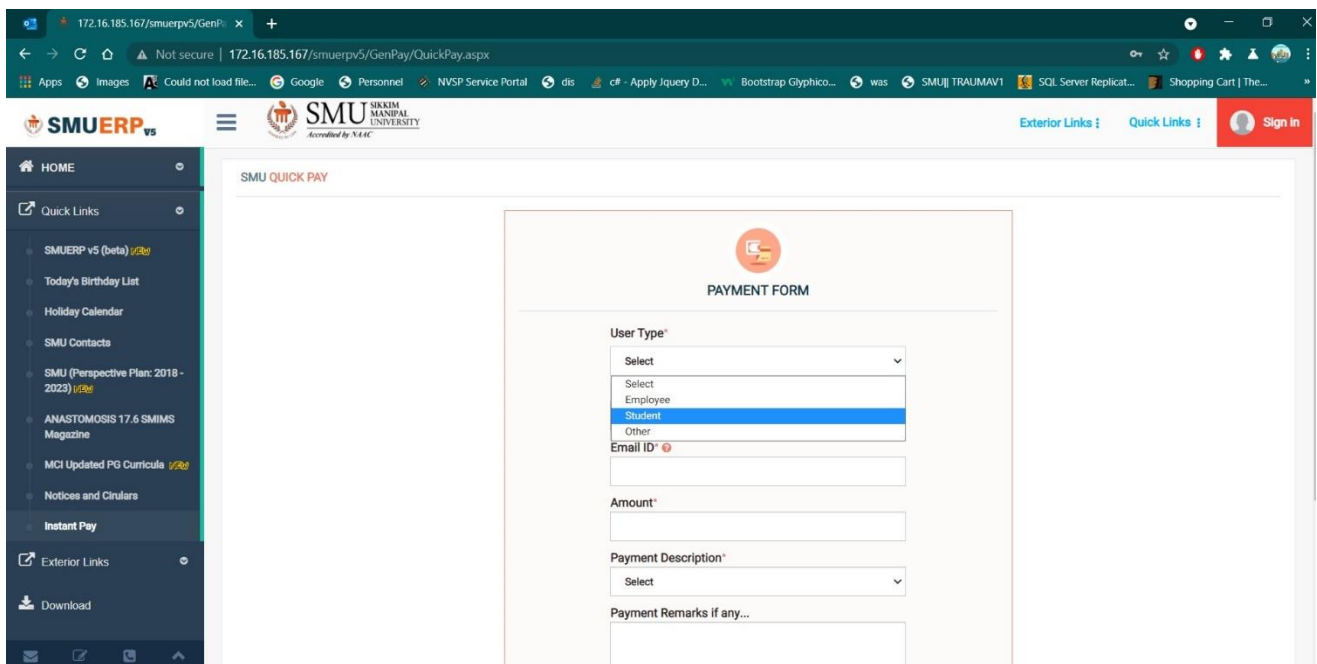 172.16.185.167/smuerpv5/GenPa
Not secure | 172.16.185.167/smuerpv5/GenPay/QuickPay.aspx
Apps Images Could not load file... Google Personnel NVSP Service Portal dis c# - Apply Jquery D... Bootstrap Glyphico... was SMU|| TRAUMAV1 SQL Server Replicat... Shopping Cart | The... »
SMUERP v5
SMU SIKKIM MANIPAL UNIVERSITY
Accredited by NAAC
Exterior Links Quick Links Sign in
HOME
SMU QUICK PAY
Quick Links
SMUERP v5 (beta) NEW
Today's Birthday List
Holiday Calendar
SMU Contacts
SMU (Perspective Plan: 2018 -
2023) NEW
ANASTOMOSIS 17.6 SMIMS
Magazine
MCI Updated PG Curricula NEW
Notices and Cirulars
Instant Pay
Exterior Links
Download
PAYMENT FORM
User Type*
Select
Select
Employee
Student
Other
Email ID*
Amount*
Payment Description*
Select
Payment Remarks if any...